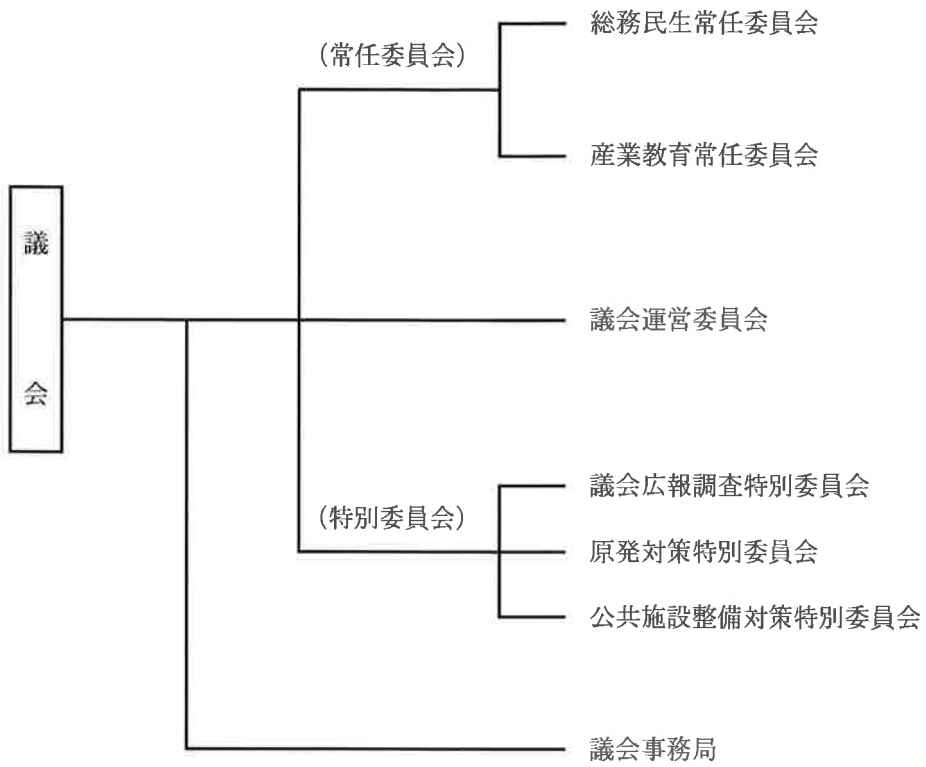 議会
(常任委員会)
総務民生常任委員会
産業教育常任委員会
議会運営委員会
(特別委員会)
議会広報調査特別委員会
原発対策特別委員会
公共施設整備対策特別委員会
議会事務局